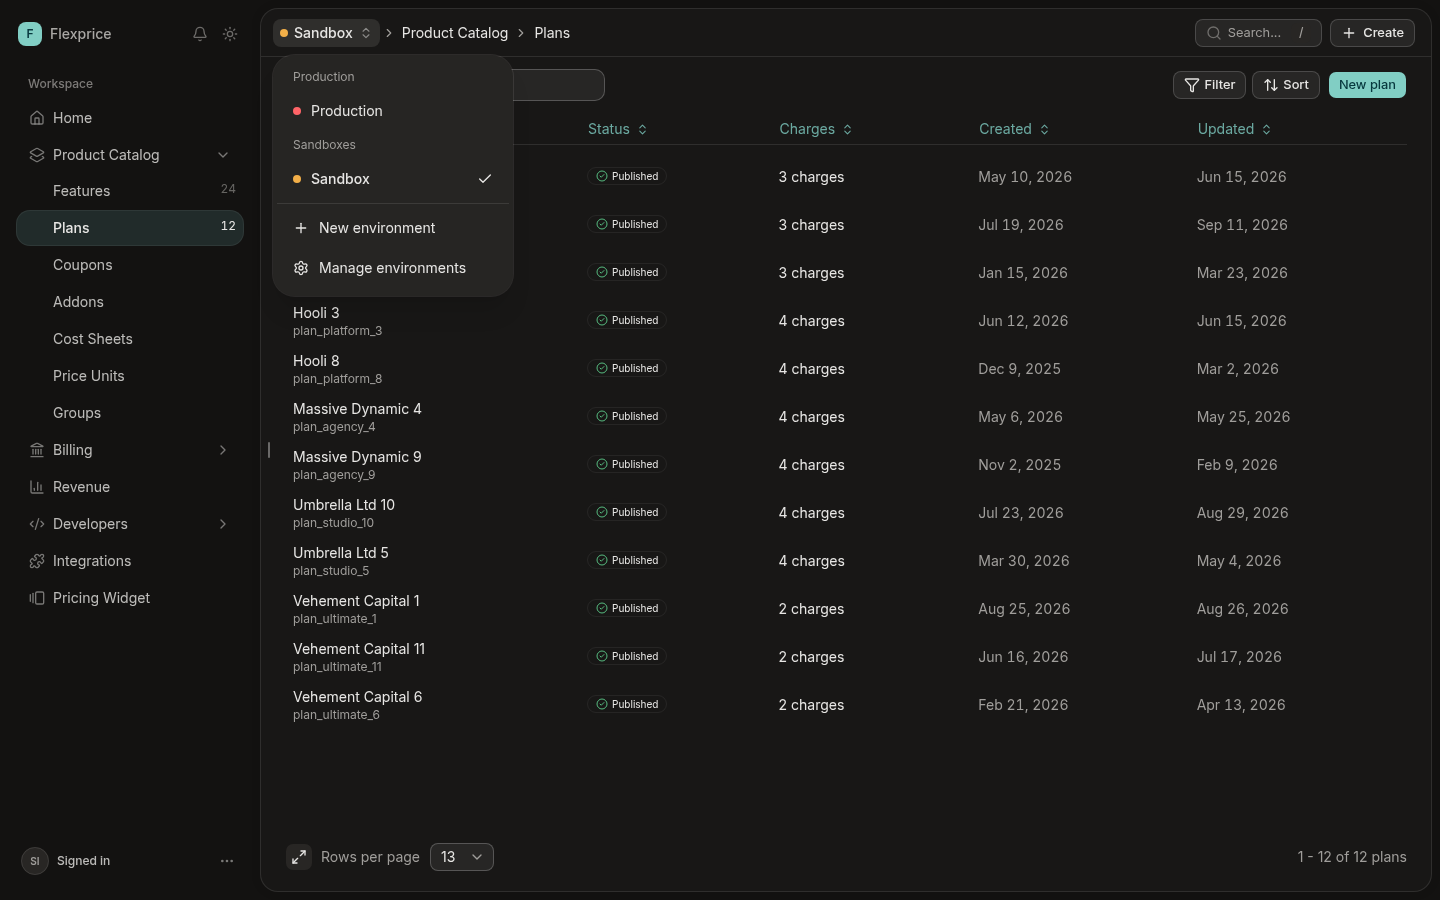 F Flexprice
Workspace
Home
Product Catalog
Features 24
Plans 12
Coupons
Addons
Cost Sheets
Price Units
Groups
Billing
Revenue
Developers
Integrations
Pricing Widget
SI Signed in
Sandbox Product Catalog Plans
Search... /
Create
Production
Production
Sandboxes
Sandbox
New environment
Manage environments
Filter Sort New plan
Status Charges Created Updated
Published 3 charges May 10, 2026 Jun 15, 2026
Published 3 charges Jul 19, 2026 Sep 11, 2026
Published 3 charges Jan 15, 2026 Mar 23, 2026
Hooli 3
plan_platform_3
Published 4 charges Jun 12, 2026 Jun 15, 2026
Hooli 8
plan_platform_8
Published 4 charges Dec 9, 2025 Mar 2, 2026
Massive Dynamic 4
plan_agency_4
Published 4 charges May 6, 2026 May 25, 2026
Massive Dynamic 9
plan_agency_9
Published 4 charges Nov 2, 2025 Feb 9, 2026
Umbrella Ltd 10
plan_studio_10
Published 4 charges Jul 23, 2026 Aug 29, 2026
Umbrella Ltd 5
plan_studio_5
Published 4 charges Mar 30, 2026 May 4, 2026
Vehement Capital 1
plan_ultimate_1
Published 2 charges Aug 25, 2026 Aug 26, 2026
Vehement Capital 11
plan_ultimate_11
Published 2 charges Jun 16, 2026 Jul 17, 2026
Vehement Capital 6
plan_ultimate_6
Published 2 charges Feb 21, 2026 Apr 13, 2026
Rows per page 13
1 - 12 of 12 plans